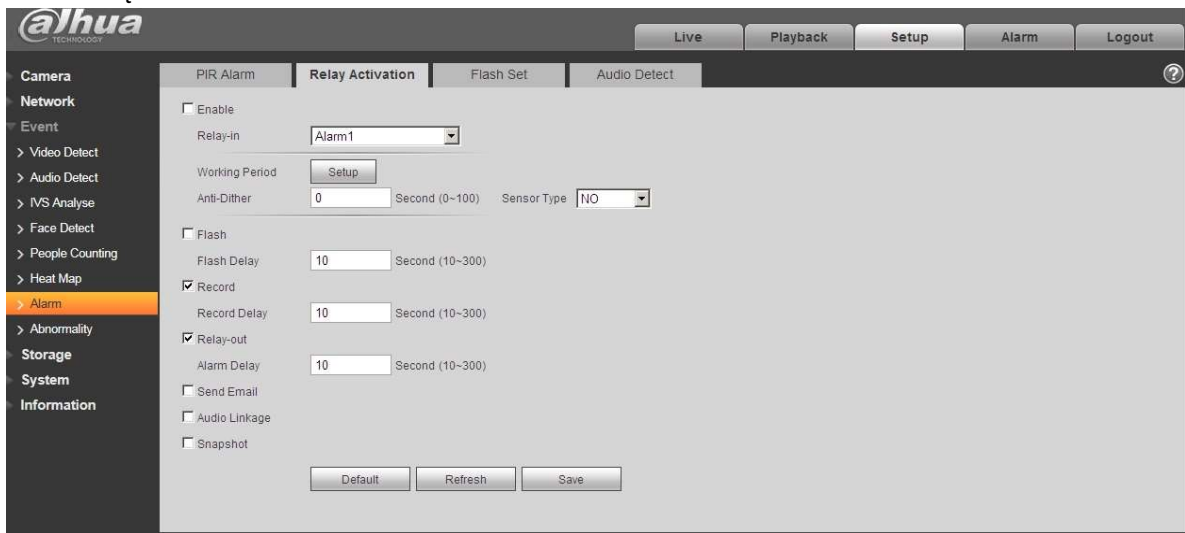 alhua
TECHNOLOGY
Live Playback Setup Alarm Logout
Camera
Network
Event
> Video Detect
> Audio Detect
> IVS Analyse
> Face Detect
> People Counting
> Heat Map
> Alarm
> Abnormality
Storage
System
Information
PIR Alarm Relay Activation Flash Set Audio Detect ?
Enable
Relay-in Alarm1
Working Period Setup
Anti-Dither 0 Second (0~100) Sensor Type NO
Flash
Flash Delay 10 Second (10~300)
Record
Record Delay 10 Second (10~300)
Relay-out
Alarm Delay 10 Second (10~300)
Send Email
Audio Linkage
Snapshot
Default Refresh Save